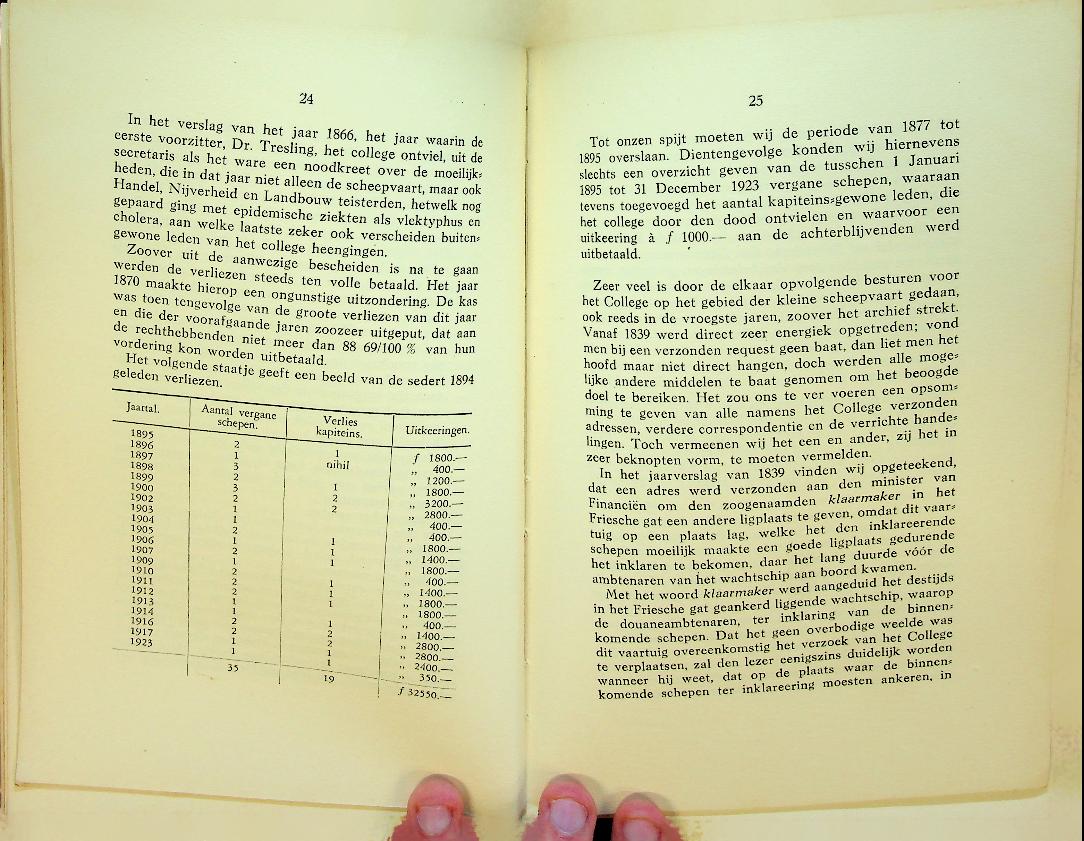 24
In het verslag van het jaar 1866, het jaar waarin de
eerste voorzitter, Dr. Tresling, het college ontviel, uit de
secretaris als het ware een noodkreet over de moeilijk=
heden, die in dat jaar niet alleen de scheepvaart, maar ook
Handel, Nijverheid en Landbouw teisterden, hetwelk nog
gepaard ging met epidemische ziekten als vlektyphus en
cholera, aan welke laatste zeker ook verscheiden buiten=
gewone leden van het college heengingen.
Zoover uit de aanwezige bescheiden is na te gaan
werden de verliezen steeds ten volle betaald. Het jaar
1870 maakte hierop een ongunstige uitzondering. De kas
was toen tengevolge van de groote verliezen van dit jaar
en die der voorafgaande jaren zoozeer uitgeput, dat aan
de rechthebbenden niet meer dan 88 69/100 % van hun
vordering kon worden uitbetaald.
Het volgende staatje geeft een beeld van de sedert 1894
geleden verliezen.
Jaartal. Aantal vergane schepen. Verlies kapiteins. Uitkeeringen.
1895 2 1 f 1800.—
1896 1 nihil „ 400.—
1897 3 „ 1200.—
1898 2 1 „ 1800.—
1899 3 2 „ 3200.—
1900 2 2 „ 2800.—
1902 1 „ 400.—
1903 1 „ 400.—
1904 2 1 „ 1800.—
1905 1 1 „ 1400.—
1906 2 1 „ 1800.—
1907 1 „ 400.—
1909 2 1 „ 1400.—
1910 2 1 „ 1800.—
1911 2 1 „ 1800.—
1912 1 „ 400.—
1913 1 1 „ 1400.—
1914 2 2 „ 2800.—
1916 2 2 „ 2800.—
1917 1 1 „ 2400.—
1923 1 1 „ 350.—
35 19 f 32550.—
25
Tot onzen spijt moeten wij de periode van 1877 tot
1895 overslaan. Dientengevolge konden wij hiernevens
slechts een overzicht geven van de tusschen 1 Januari
1895 tot 31 December 1923 vergane schepen, waaraan
tevens toegevoegd het aantal kapiteins=gewone leden, die
het college door den dood ontvielen en waarvoor een
uitkeering à f 1000.— aan de achterblijvenden werd
uitbetaald.
Zeer veel is door de elkaar opvolgende besturen voor
het College op het gebied der kleine scheepvaart gedaan,
ook reeds in de vroegste jaren, zoover het archief strekt.
Vanaf 1839 werd direct zeer energiek opgetreden; vond
men bij een verzonden request geen baat, dan liet men het
hoofd maar niet direct hangen, doch werden alle moge=
lijke andere middelen te baat genomen om het beoogde
doel te bereiken. Het zou ons te ver voeren een opsom=
ming te geven van alle namens het College verzonden
adressen, verdere correspondentie en de verrichte hande=
lingen. Toch vermeenen wij het een en ander, zij het in
zeer beknopten vorm, te moeten vermelden.
In het jaarverslag van 1839 vinden wij opgeteekend,
dat een adres werd verzonden aan den minister van
Financiën om den zoogenaamden klaarmaker in het
Friesche gat een andere ligplaats te geven, omdat dit vaar=
tuig op een plaats lag, welke het den inklareerende
schepen moeilijk maakte een goede ligplaats gedurende
het inklaren te bekomen, daar het lang duurde vóór de
ambtenaren van het wachtschip aan boord kwamen.
Met het woord klaarmaker werd aangeduid het destijds
in het Friesche gat geankerd liggende wachtschip, waarop
de douaneambtenaren, ter inklaring van de binnen=
komende schepen. Dat het geen overbodige weelde was
dit vaartuig overeenkomstig het verzoek van het College
te verplaatsen, zal den lezer eenigszins duidelijk worden
wanneer hij weet, dat op de plaats waar de binnen=
komende schepen ter inklareering moesten ankeren, in